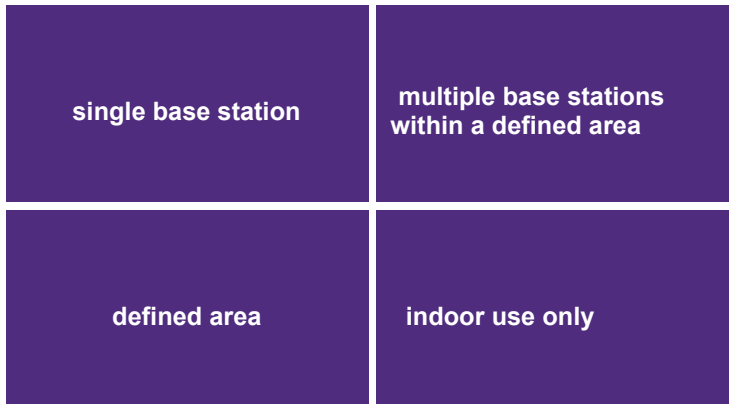 single base station
multiple base stations
within a defined area
defined area
indoor use only